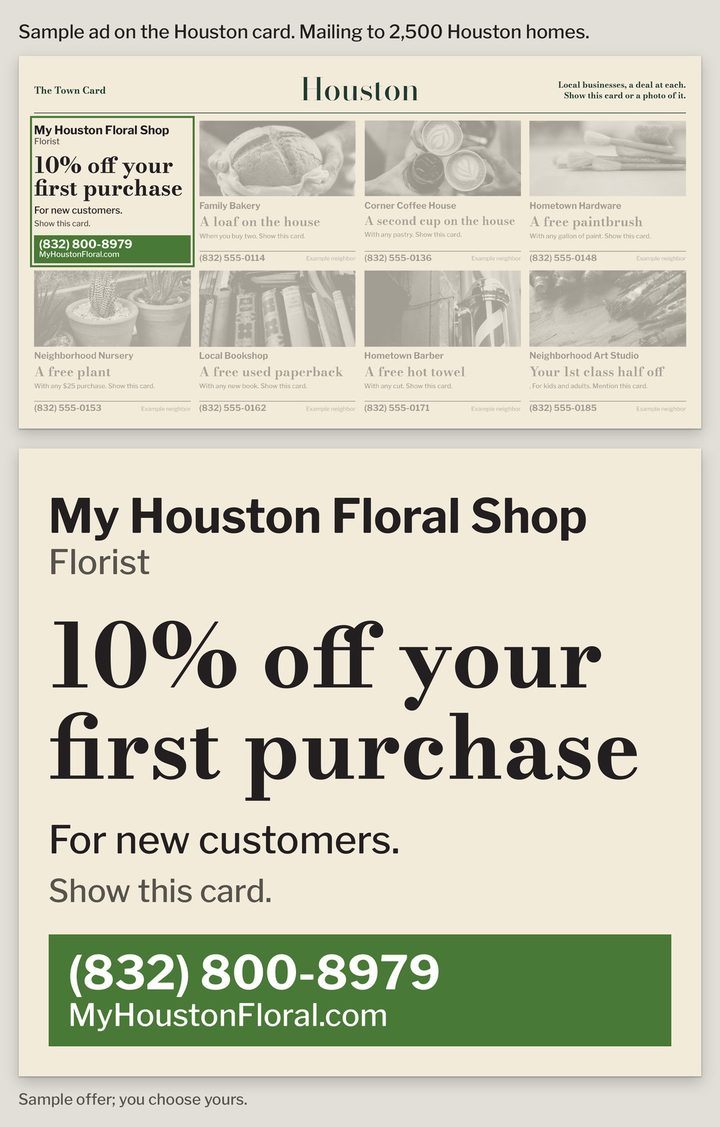 Sample ad on the Houston card. Mailing to 2,500 Houston homes.
The Town Card
Houston
Local businesses, a deal at each.
Show this card or a photo of it.
My Houston Floral Shop
Florist
10% off your
first purchase
For new customers.
Show this card.
(832) 800-8979
MyHoustonFloral.com
Family Bakery
A loaf on the house
When you buy two. Show this card.
(832) 555-0114
Example neighbor
Corner Coffee House
A second cup on the house
With any pastry. Show this card.
(832) 555-0136
Example neighbor
Hometown Hardware
A free paintbrush
With any gallon of paint. Show this card.
(832) 555-0148
Example neighbor
Neighborhood Nursery
A free plant
With any $25 purchase. Show this card.
(832) 555-0153
Example neighbor
Local Bookshop
A free used paperback
With any new book. Show this card.
(832) 555-0162
Example neighbor
Hometown Barber
A free hot towel
With any cut. Show this card.
(832) 555-0171
Example neighbor
Neighborhood Art Studio
Your 1st class half off
For kids and adults. Mention this card.
(832) 555-0185
Example neighbor
My Houston Floral Shop
Florist
10% off your
first purchase
For new customers.
Show this card.
(832) 800-8979
MyHoustonFloral.com
Sample offer; you choose yours.